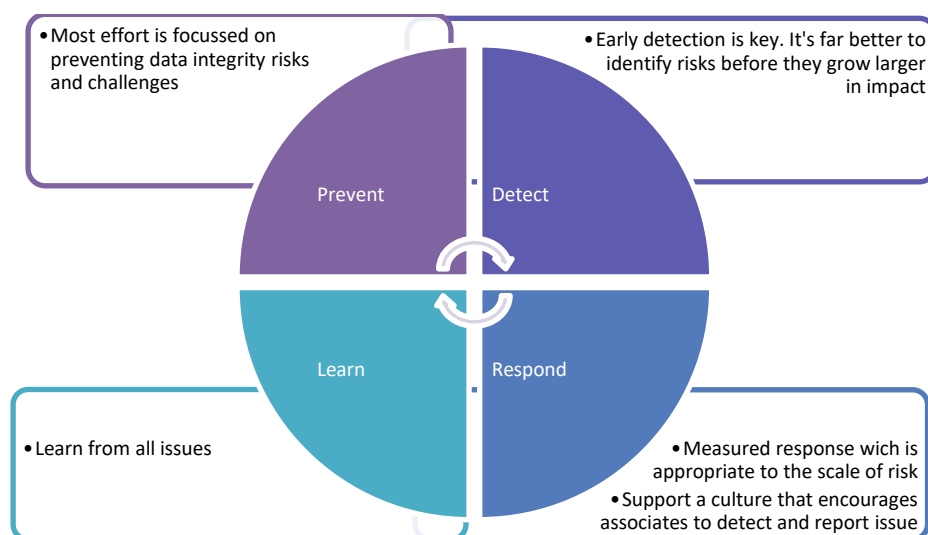 •Most effort is focussed on
preventing data integrity risks
and challenges
•Early detection is key. It's far better to
identify risks before they grow larger
in impact
Prevent
Detect
Learn
Respond
•Learn from all issues
•Measured response wich is
appropriate to the scale of risk
•Support a culture that encourages
associates to detect and report issue